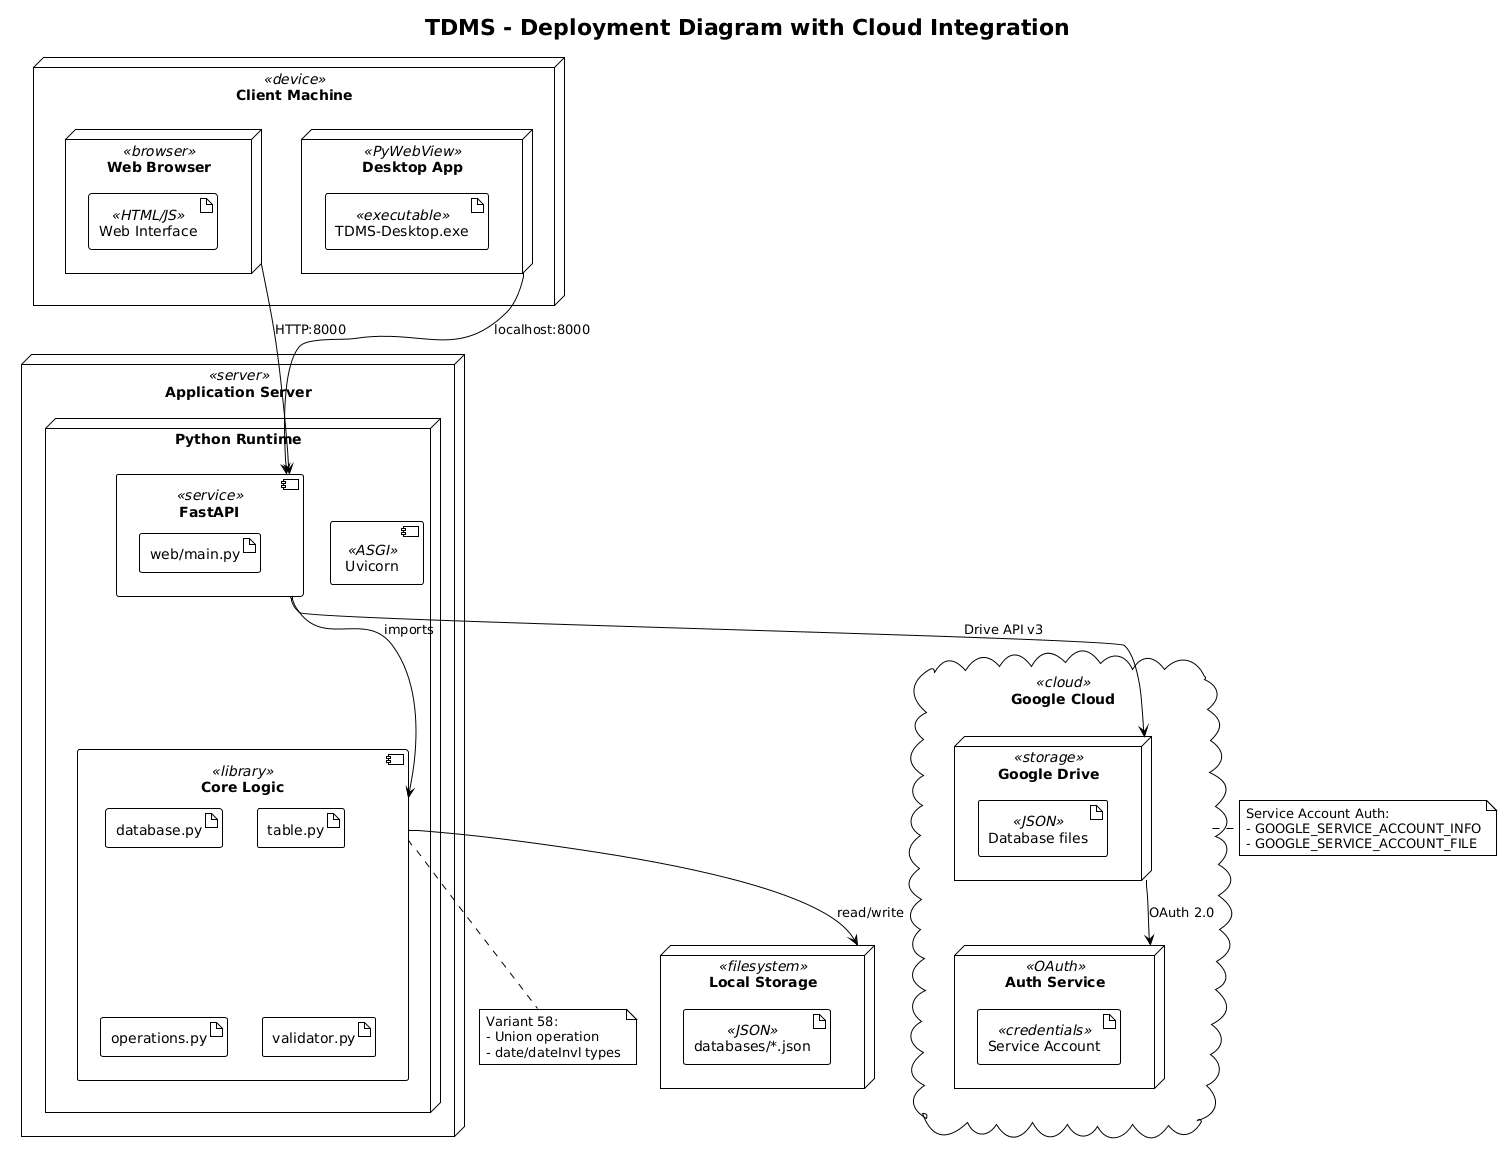 TDMS - Deployment Diagram with Cloud Integration
«device»
Client Machine
«browser»
Web Browser
«HTML/JS»
Web Interface
«PyWebView»
Desktop App
«executable»
TDMS-Desktop.exe
HTTP:8000
localhost:8000
«server»
Application Server
Python Runtime
«service»
FastAPI
web/main.py
«ASGI»
Uvicorn
imports
Drive API v3
«library»
Core Logic
database.py
table.py
operations.py
validator.py
Variant 58:
- Union operation
- date/dateInvl types
read/write
«filesystem»
Local Storage
«JSON»
databases/*.json
«cloud»
Google Cloud
«storage»
Google Drive
«JSON»
Database files
OAuth 2.0
«OAuth»
Auth Service
«credentials»
Service Account
Service Account Auth:
- GOOGLE_SERVICE_ACCOUNT_INFO
- GOOGLE_SERVICE_ACCOUNT_FILE